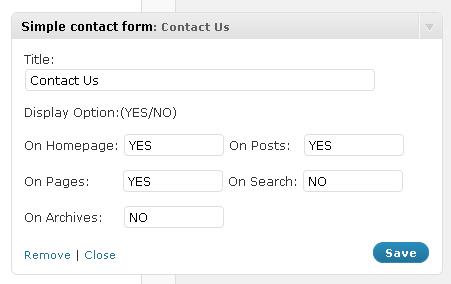 Simple contact form: Contact Us
Title:
Contact Us
Display Option:(YES/NO)
On Homepage: YES On Posts: YES
On Pages: YES On Search: NO
On Archives: NO
Remove | Close Save